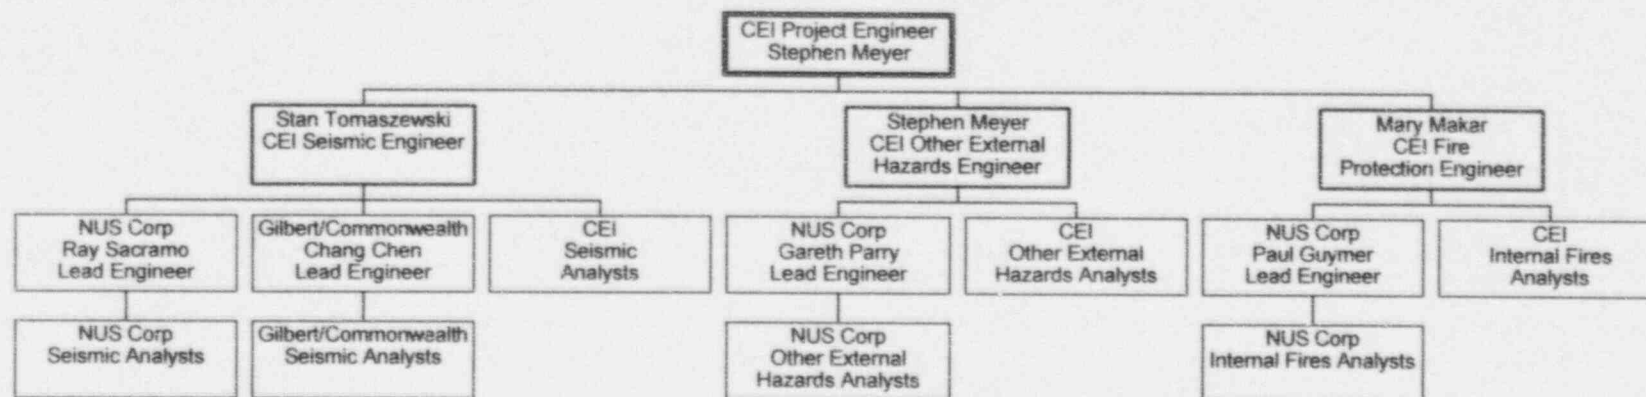 CEI Project Engineer
Stephen Meyer
Stan Tomaszewski
CEI Seismic Engineer
Stephen Meyer
CEI Other External
Hazards Engineer
Mary Makar
CEI Fire
Protection Engineer
NUS Corp
Ray Sacramo
Lead Engineer
Gilbert/Commonwealth
Chang Chen
Lead Engineer
CEI
Seismic
Analysts
NUS Corp
Gareth Parry
Lead Engineer
CEI
Other External
Hazards Analysts
NUS Corp
Paul Guymer
Lead Engineer
CEI
Internal Fires
Analysts
NUS Corp
Seismic Analysts
Gilbert/Commonwealth
Seismic Analysts
NUS Corp
Other External
Hazards Analysts
NUS Corp
Internal Fires Analysts